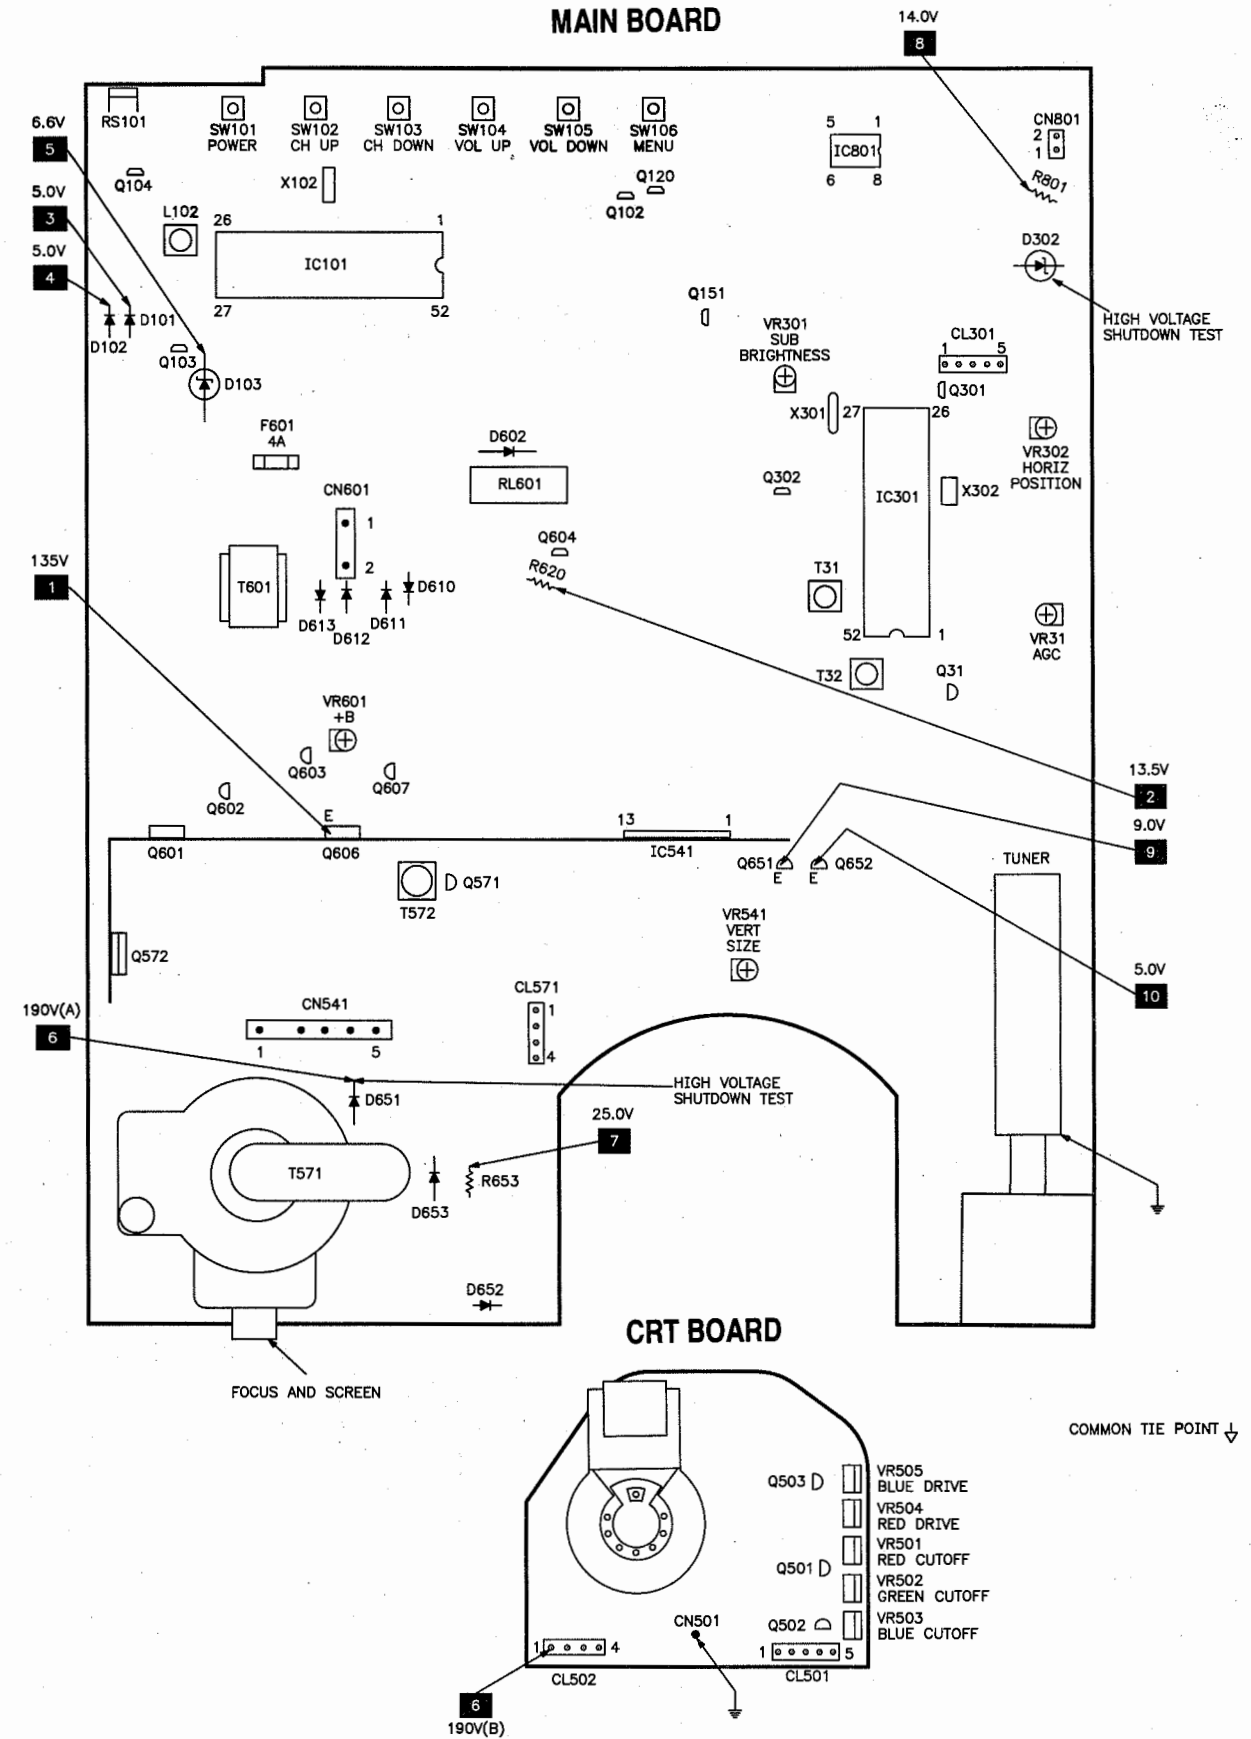 MAIN BOARD
14.0V
8
RS101
SW101
POWER
SW102
CH UP
SW103
CH DOWN
SW104
VOL UP
SW105
VOL DOWN
SW106
MENU
5 1
IC801
6 8
CN801
2
1
R801
6.6V
5
Q104
X102
Q120
Q102
5.0V
3
L102
26 1
IC101
27 52
D302
5.0V
4
D101
D102
Q103
D103
Q151
VR301
SUB
BRIGHTNESS
HIGH VOLTAGE
SHUTDOWN TEST
CL301
1 5
Q301
X301
27 26
IC301
52 1
VR302
HORIZ
POSITION
F601
4A
D602
RL601
CN601
1
2
Q302
X302
Q604
R620
135V
1
T601
D613
D612
D611
D610
T31
VR31
AGC
T32
Q31
VR601
+B
Q603
Q607
Q602
13.5V
2
9.0V
9
E
Q601
Q606
13 1
IC541
Q651
E
Q652
E
TUNER
T572
Q571
VR541
VERT
SIZE
Q572
5.0V
10
190V(A)
6
CN541
1 5
CL571
1
4
D651
HIGH VOLTAGE
SHUTDOWN TEST
25.0V
7
T571
R653
D653
D652
FOCUS AND SCREEN
CRT BOARD
COMMON TIE POINT
Q503
VR505
BLUE DRIVE
VR504
RED DRIVE
Q501
VR501
RED CUTOFF
VR502
GREEN CUTOFF
Q502
VR503
BLUE CUTOFF
CN501
1 4
CL502
1 5
CL501
6
190V(B)